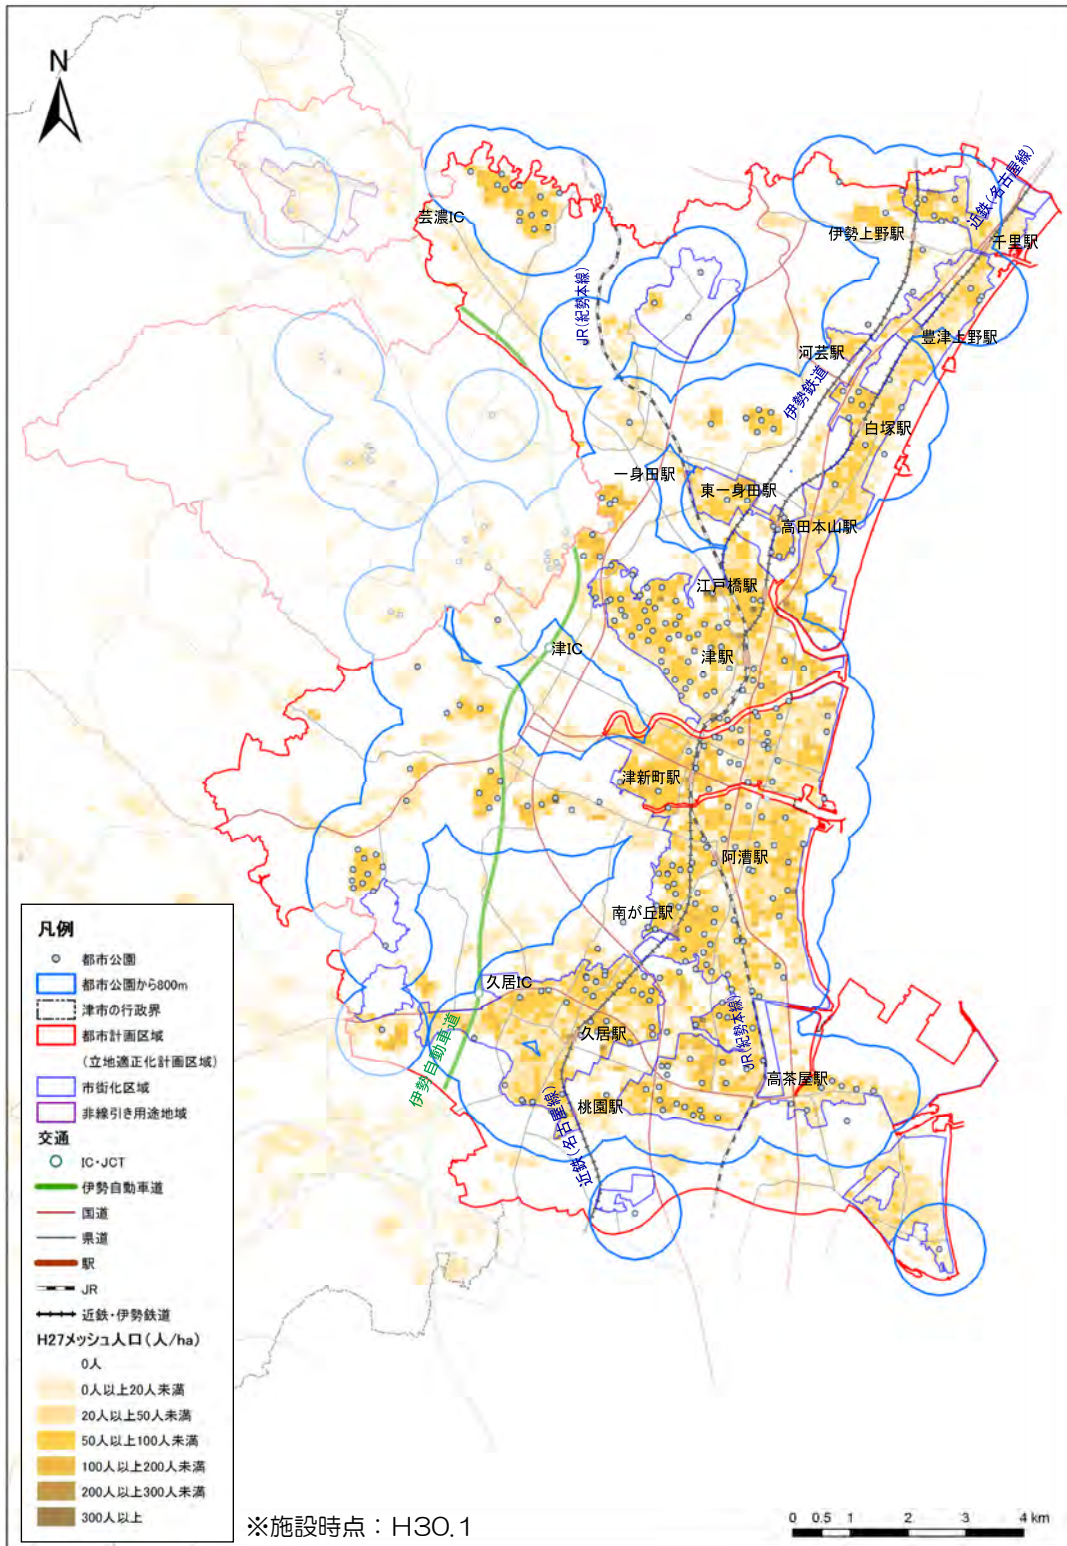 N
近鉄(名古屋線)
芸濃IC
伊勢上野駅
千里駅
JR(紀勢本線)
豊津上野駅
河芸駅
伊勢鉄道
白塚駅
一身田駅
東一身田駅
高田本山駅
江戸橋駅
津IC
津駅
津新町駅
阿漕駅
南が丘駅
久居IC
久居駅
JR(紀勢本線)
伊勢自動車道
高茶屋駅
桃園駅
近鉄(名古屋線)
凡例
都市公園
都市公園から800m
津市の行政界
都市計画区域
(立地適正化計画区域)
市街化区域
非線引き用途地域
交通
IC・JCT
伊勢自動車道
国道
県道
駅
JR
近鉄・伊勢鉄道
H27メッシュ人口(人/ha)
0人
0人以上20人未満
20人以上50人未満
50人以上100人未満
100人以上200人未満
200人以上300人未満
300人以上
※施設時点：H30.1
0 0.5 1 2 3 4 km